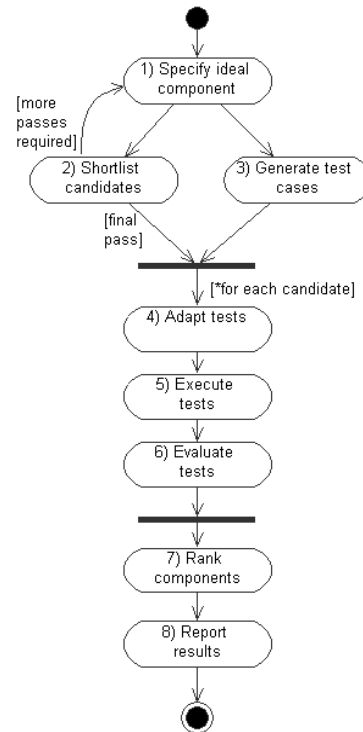 1) Specify ideal
component
[more
passes
required]
2) Shortlist
candidates
3) Generate test
cases
[final
pass]
[*for each candidate]
4) Adapt tests
5) Execute
tests
6) Evaluate
tests
7) Rank
components
8) Report
results